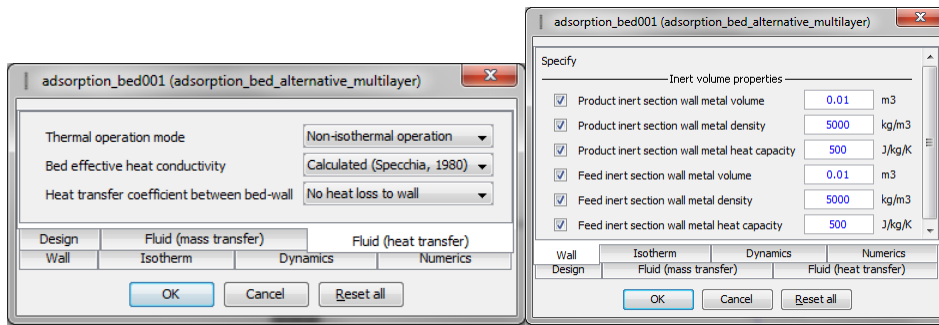 adsorption_bed001 (adsorption_bed_alternative_multilayer)
Thermal operation mode Non-isothermal operation
Bed effective heat conductivity Calculated (Specchia, 1980)
Heat transfer coefficient between bed-wall No heat loss to wall
Design Fluid (mass transfer) Fluid (heat transfer)
Wall Isotherm Dynamics Numerics
OK Cancel Reset all
adsorption_bed001 (adsorption_bed_alternative_multilayer)
Specify
Inert volume properties
Product inert section wall metal volume 0.01 m3
Product inert section wall metal density 5000 kg/m3
Product inert section wall metal heat capacity 500 J/kg/K
Feed inert section wall metal volume 0.01 m3
Feed inert section wall metal density 5000 kg/m3
Feed inert section wall metal heat capacity 500 J/kg/K
Wall Isotherm Dynamics Numerics
Design Fluid (mass transfer) Fluid (heat transfer)
OK Cancel Reset all